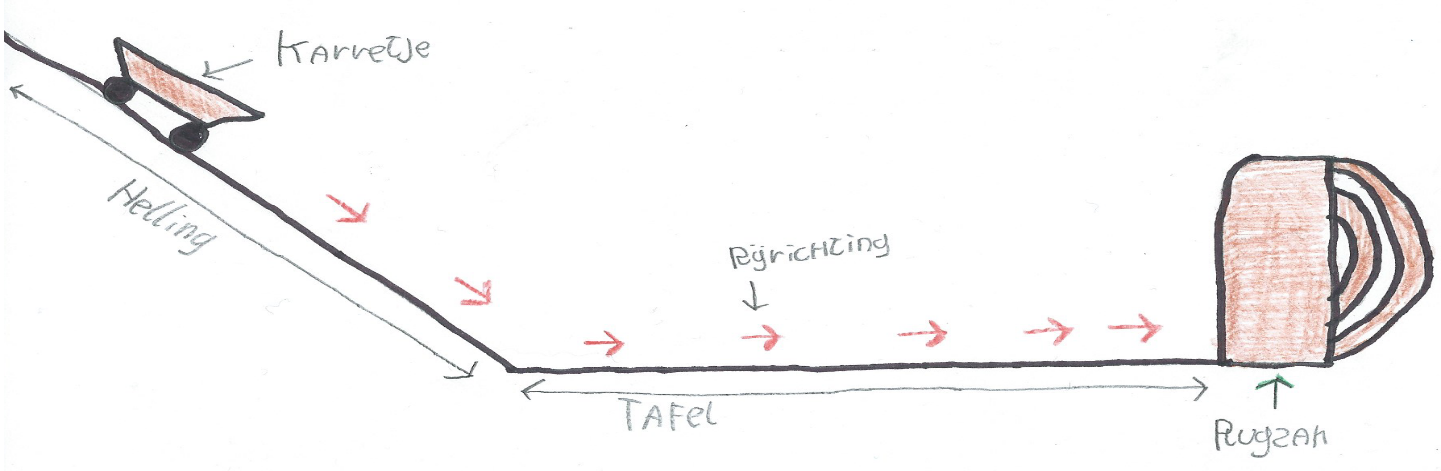 Karretje
Helling
Rijrichting
TAFel
Rugzak